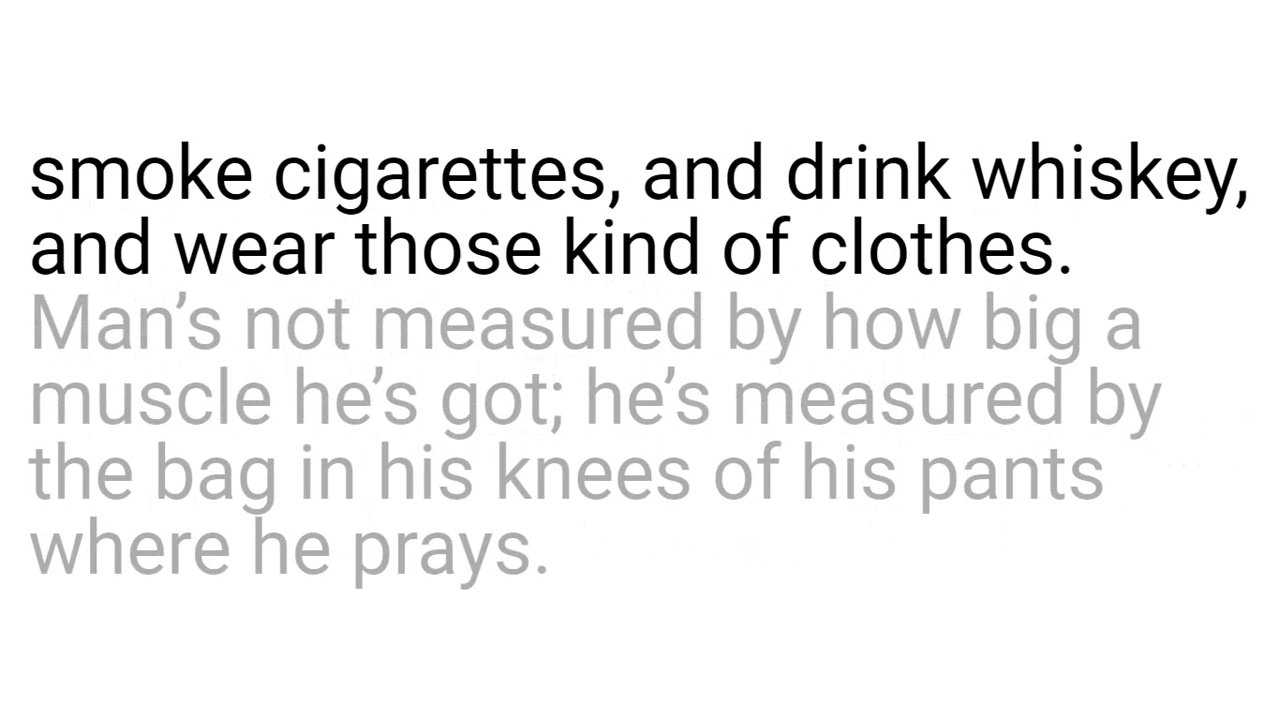 smoke cigarettes, and drink whiskey,
and wear those kind of clothes.
Man’s not measured by how big a
muscle he’s got; he’s measured by
the bag in his knees of his pants
where he prays.